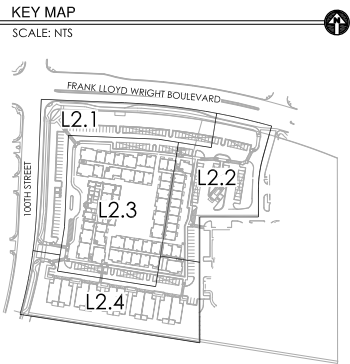 KEY MAP
SCALE: NTS
FRANK LLOYD WRIGHT BOULEVARD
L2.1
L2.2
100TH STREET
L2.3
L2.4